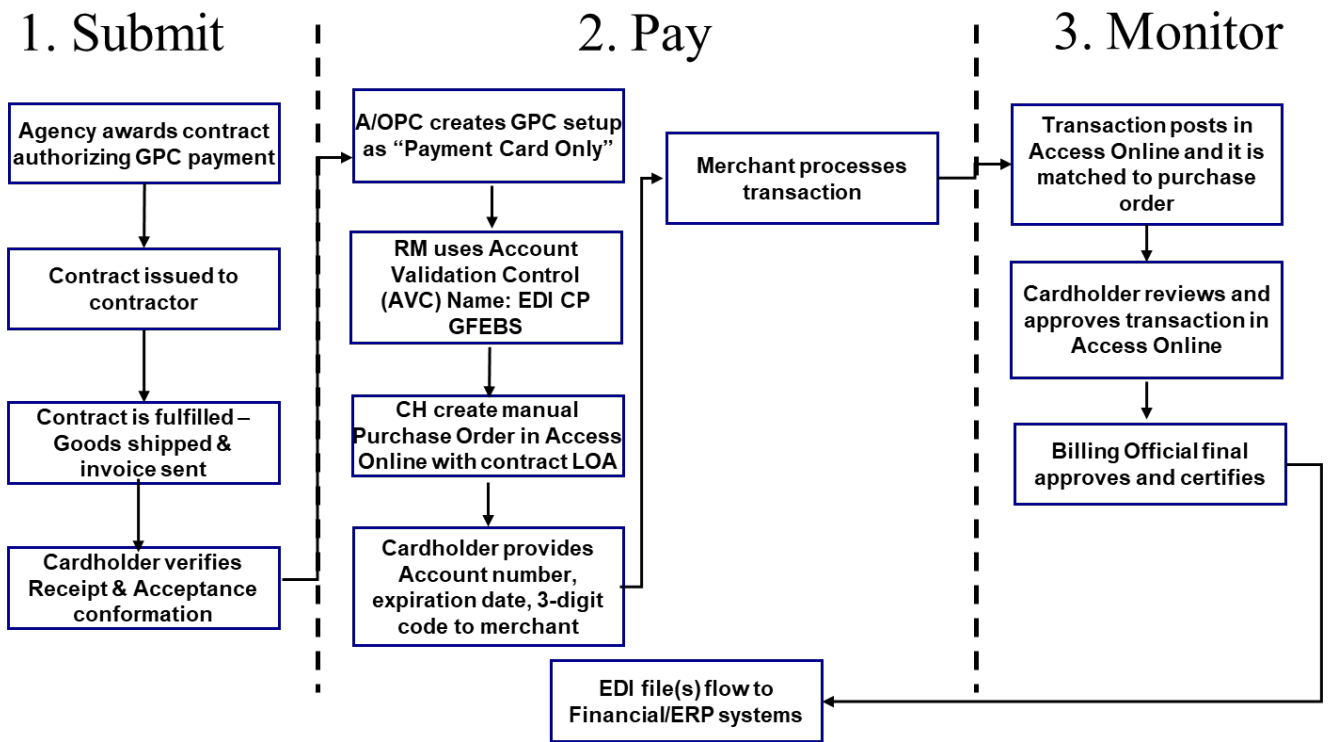 1. Submit
2. Pay
3. Monitor
Agency awards contract
authorizing GPC payment
Contract issued to
contractor
Contract is fulfilled –
Goods shipped &
invoice sent
Cardholder verifies
Receipt & Acceptance
conformation
A/OPC creates GPC setup
as “Payment Card Only”
RM uses Account
Validation Control
(AVC) Name: EDI CP
GFEBS
CH create manual
Purchase Order in Access
Online with contract LOA
Cardholder provides
Account number,
expiration date, 3-digit
code to merchant
Merchant processes
transaction
Transaction posts in
Access Online and it is
matched to purchase
order
Cardholder reviews and
approves transaction in
Access Online
Billing Official final
approves and certifies
EDI file(s) flow to
Financial/ERP systems